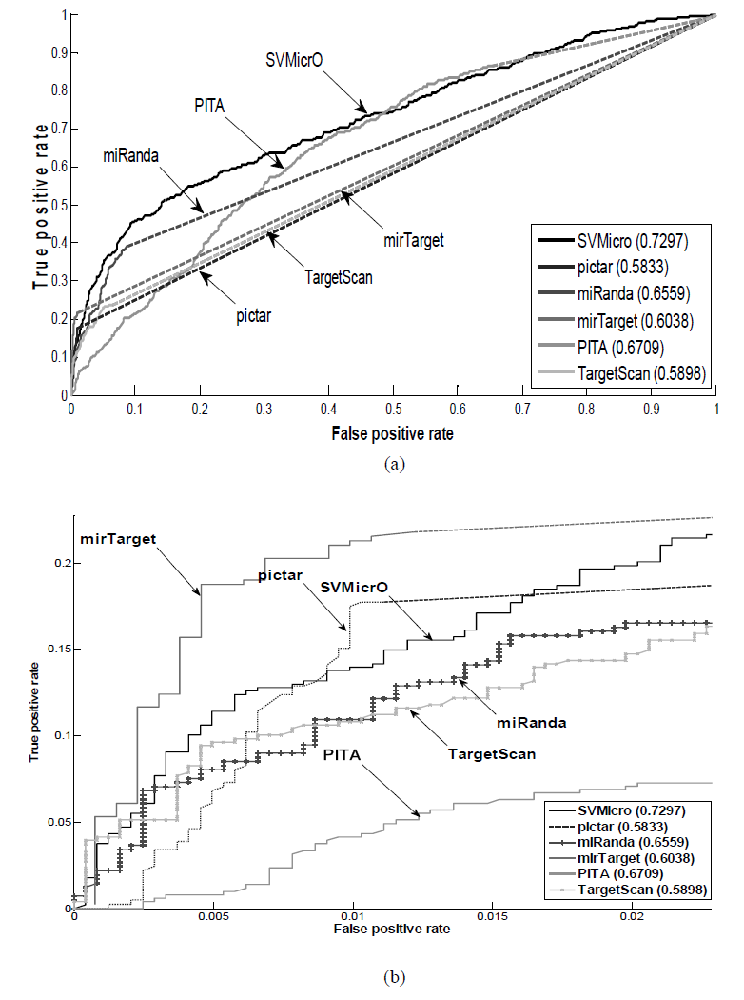 1
0.9
0.8
0.7
0.6
0.5
0.4
0.3
0.2
0.1
0
True positive rate
SVMicrO
PITA
miRanda
mirTarget
TargetScan
pictar
SVMicro (0.7297)
pictar (0.5833)
miRanda (0.6559)
mirTarget (0.6038)
PITA (0.6709)
TargetScan (0.5898)
0 0.1 0.2 0.3 0.4 0.5 0.6 0.7 0.8 0.9 1
False positive rate
(a)
0.2
0.15
0.1
0.05
0
True positive rate
mirTarget
pictar
SVMicrO
miRanda
TargetScan
PITA
SVMicro (0.7297)
pictar (0.5833)
miRanda (0.6559)
mirTarget (0.6038)
PITA (0.6709)
TargetScan (0.5898)
0 0.005 0.01 0.015 0.02
False positive rate
(b)